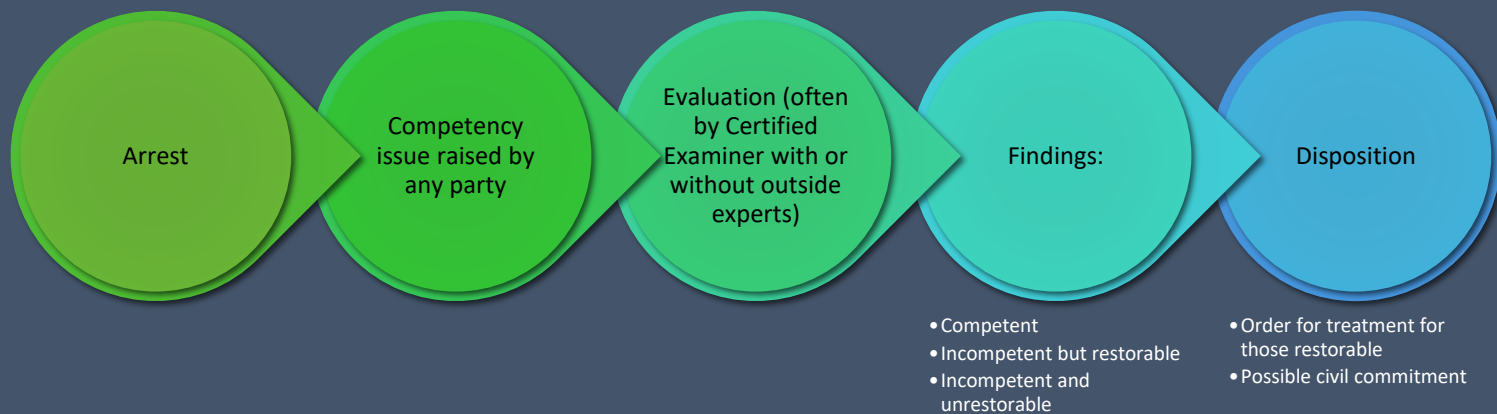 Arrest
Competency
issue raised by
any party
Evaluation (often
by Certified
Examiner with or
without outside
experts)
Findings:
•Competent
•Incompetent but restorable
•Incompetent and
unrestorable
Disposition
•Order for treatment for
those restorable
•Possible civil commitment